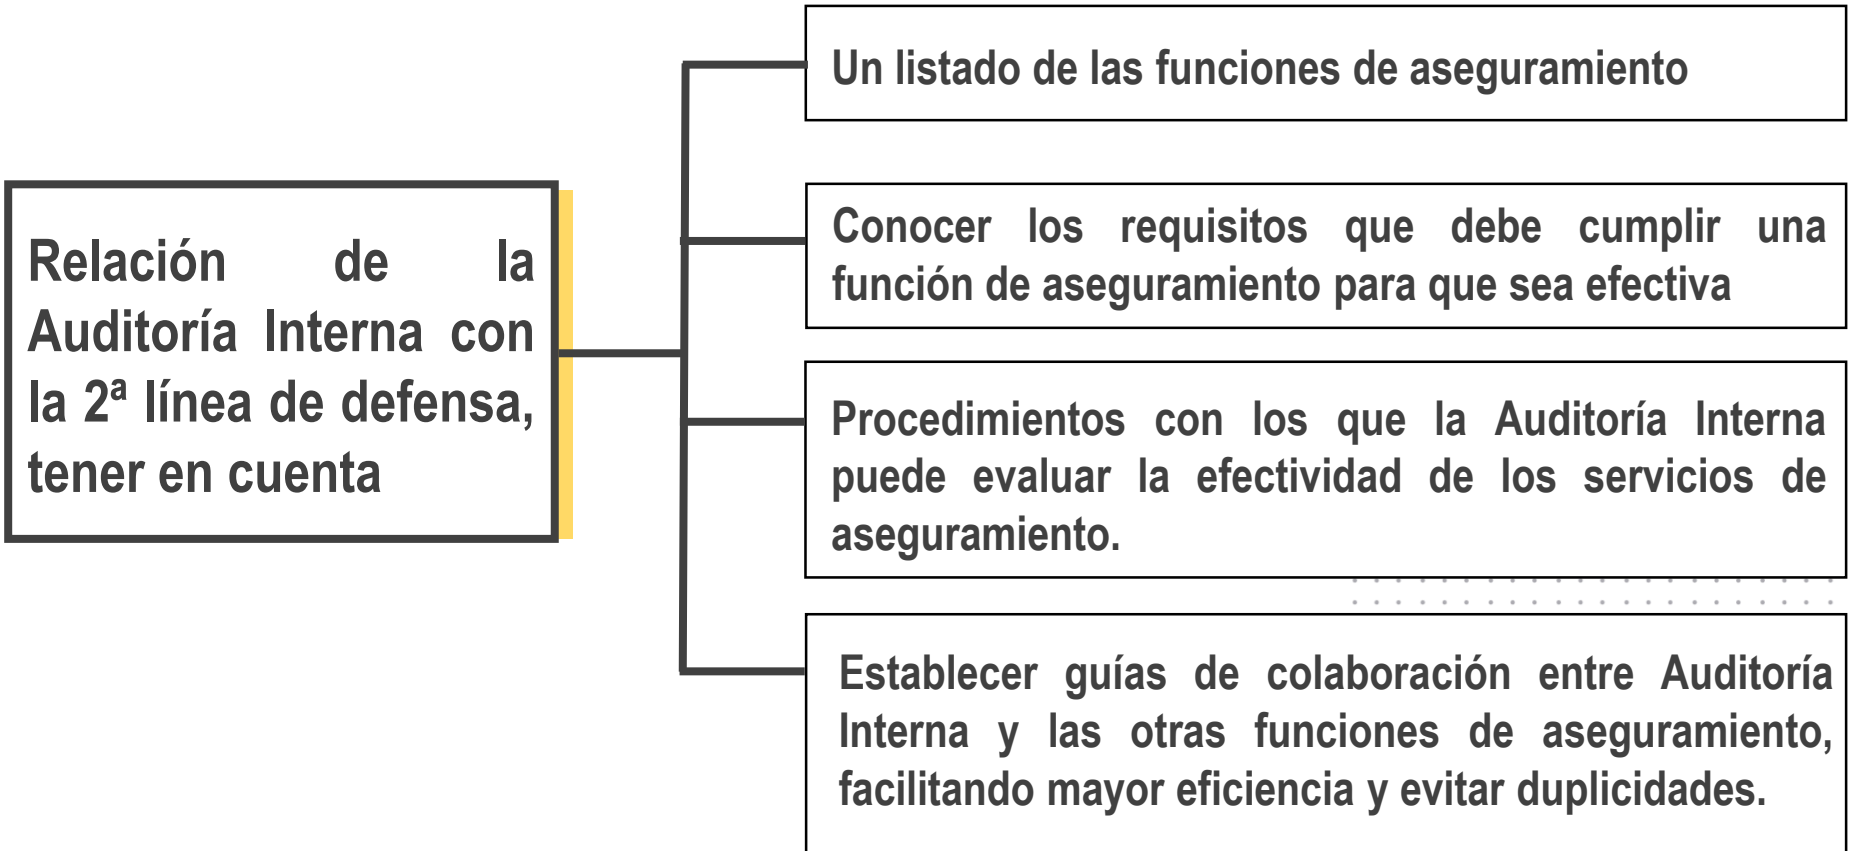 Un listado de las funciones de aseguramiento
Relación de la
Auditoría Interna con
la 2ª línea de defensa,
tener en cuenta
Conocer los requisitos que debe cumplir una
función de aseguramiento para que sea efectiva
Procedimientos con los que la Auditoría Interna
puede evaluar la efectividad de los servicios de
aseguramiento.
Establecer guías de colaboración entre Auditoría
Interna y las otras funciones de aseguramiento,
facilitando mayor eficiencia y evitar duplicidades.